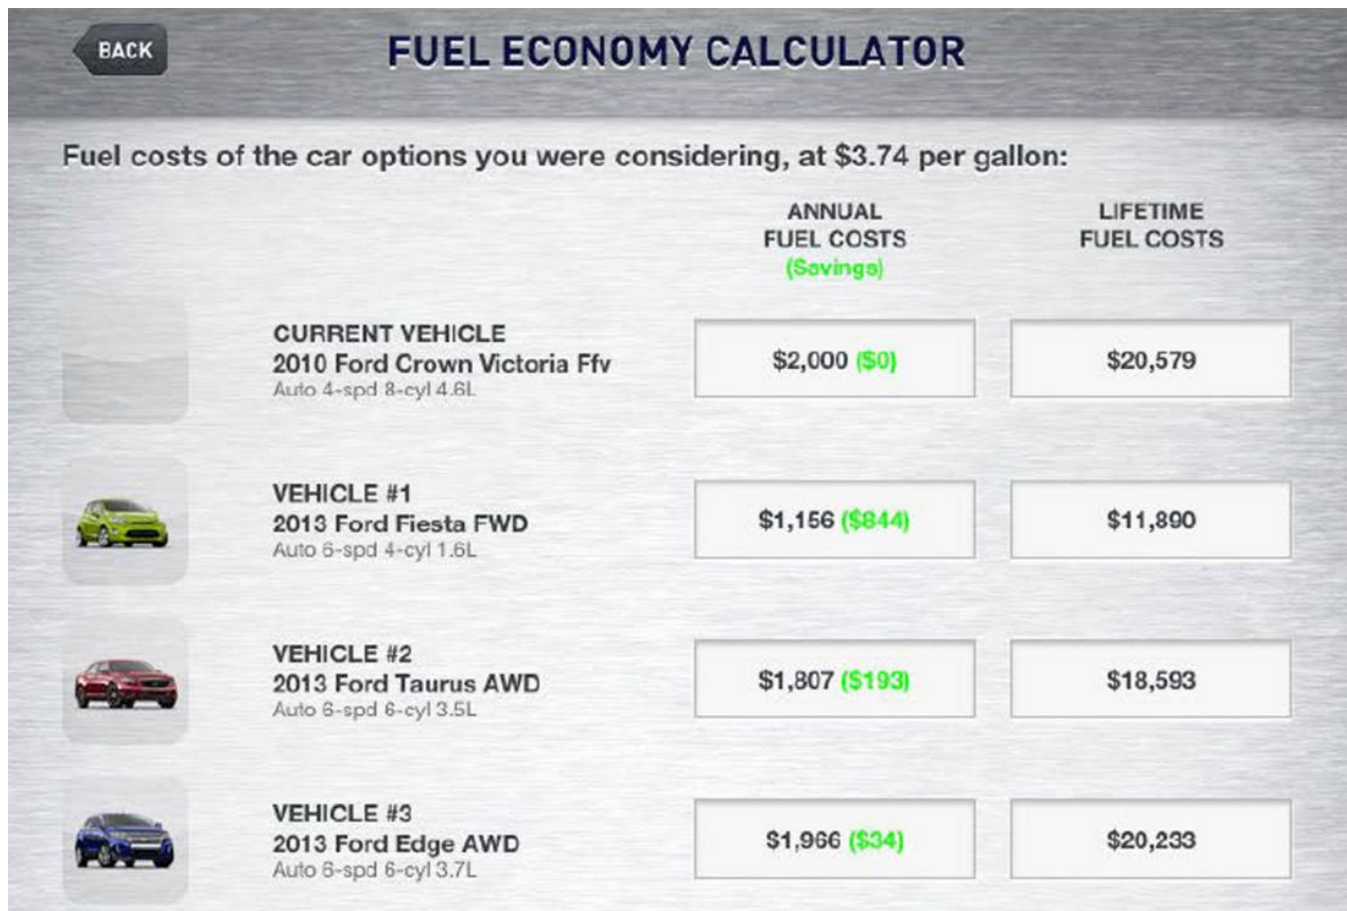 BACK
FUEL ECONOMY CALCULATOR
Fuel costs of the car options you were considering, at $3.74 per gallon:
ANNUAL
FUEL COSTS
(Savings)
LIFETIME
FUEL COSTS
CURRENT VEHICLE
2010 Ford Crown Victoria Ffv
Auto 4-spd 8-cyl 4.6L
$2,000 ($0)
$20,579
VEHICLE #1
2013 Ford Fiesta FWD
Auto 6-spd 4-cyl 1.6L
$1,156 ($844)
$11,890
VEHICLE #2
2013 Ford Taurus AWD
Auto 6-spd 6-cyl 3.5L
$1,807 ($193)
$18,593
VEHICLE #3
2013 Ford Edge AWD
Auto 6-spd 6-cyl 3.7L
$1,966 ($34)
$20,233